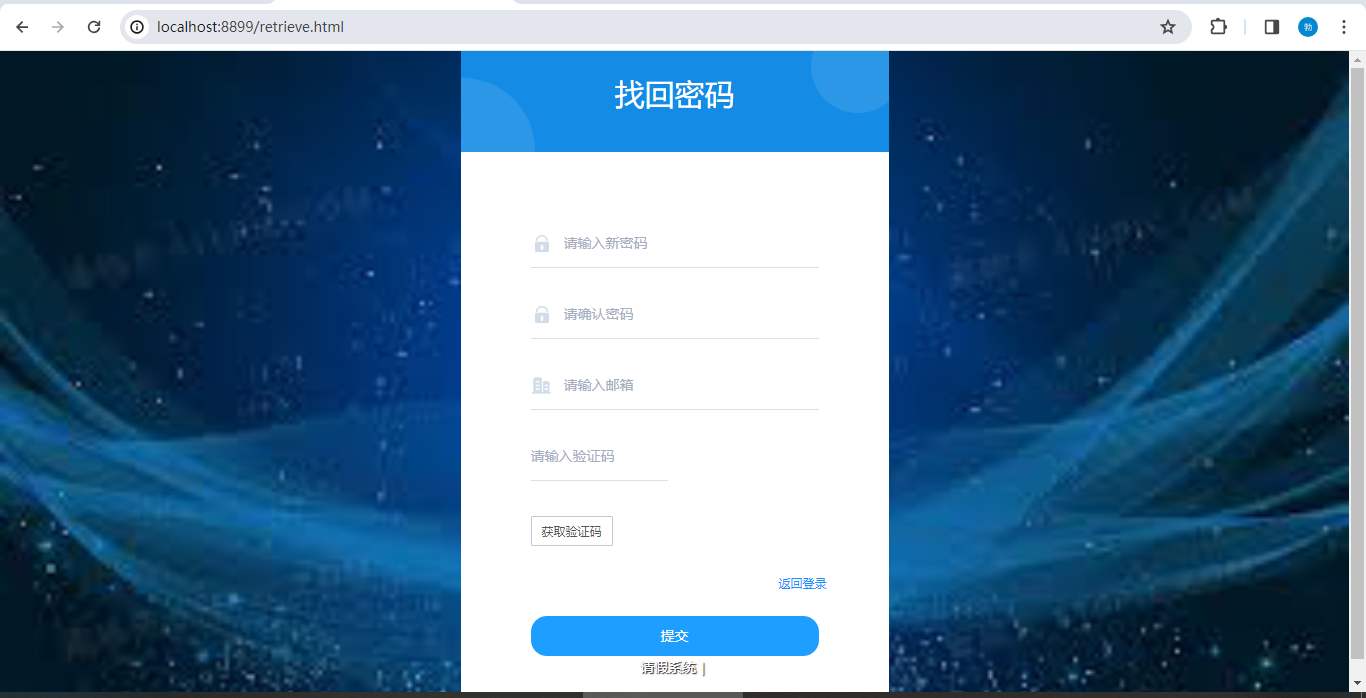 localhost:8899/retrieve.html
勃
找回密码
请输入新密码
请确认密码
请输入邮箱
请输入验证码
获取验证码
返回登录
提交
请假系统 |